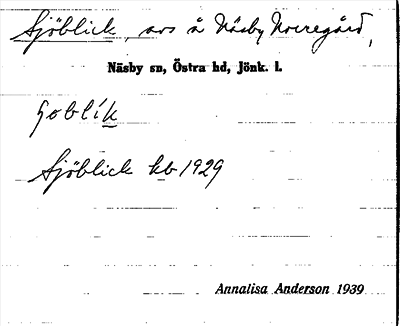 Sjöblick, avs å Näsby Norregård,
Näsby sn, Östra hd, Jönk. l.
Sjöblick kb 1929
Annalisa Anderson 1939